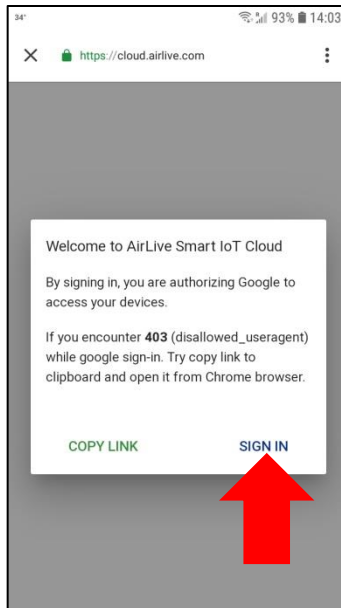 34°
93% 14:03
https://cloud.airlive.com
Welcome to AirLive Smart IoT Cloud
By signing in, you are authorizing Google to
access your devices.
If you encounter 403 (disallowed_useragent)
while google sign-in. Try copy link to
clipboard and open it from Chrome browser.
COPY LINK SIGN IN